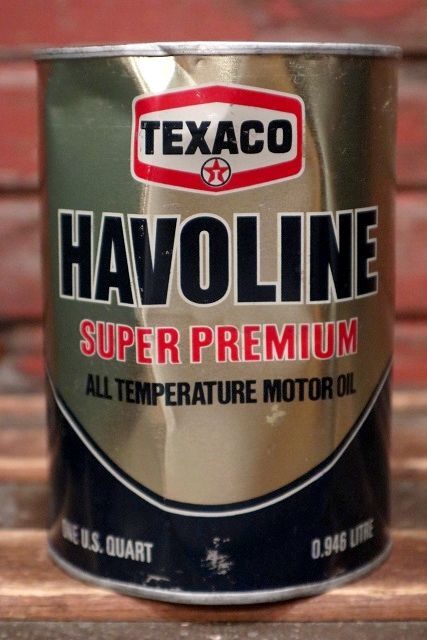 TEXACO
T
HAVOLINE
SUPER PREMIUM
ALL TEMPERATURE MOTOR OIL
ONE U.S. QUART 0.946 LITRE